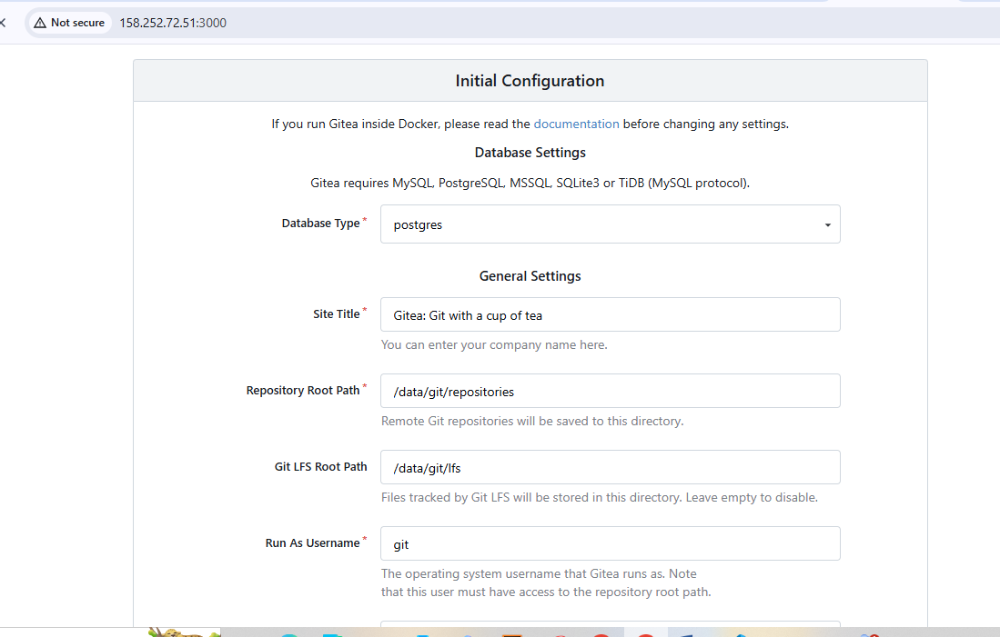 Not secure 158.252.72.51:3000
Initial Configuration
If you run Gitea inside Docker, please read the documentation before changing any settings.
Database Settings
Gitea requires MySQL, PostgreSQL, MSSQL, SQLite3 or TiDB (MySQL protocol).
Database Type * postgres
General Settings
Site Title * Gitea: Git with a cup of tea
You can enter your company name here.
Repository Root Path * /data/git/repositories
Remote Git repositories will be saved to this directory.
Git LFS Root Path /data/git/lfs
Files tracked by Git LFS will be stored in this directory. Leave empty to disable.
Run As Username * git
The operating system username that Gitea runs as. Note
that this user must have access to the repository root path.